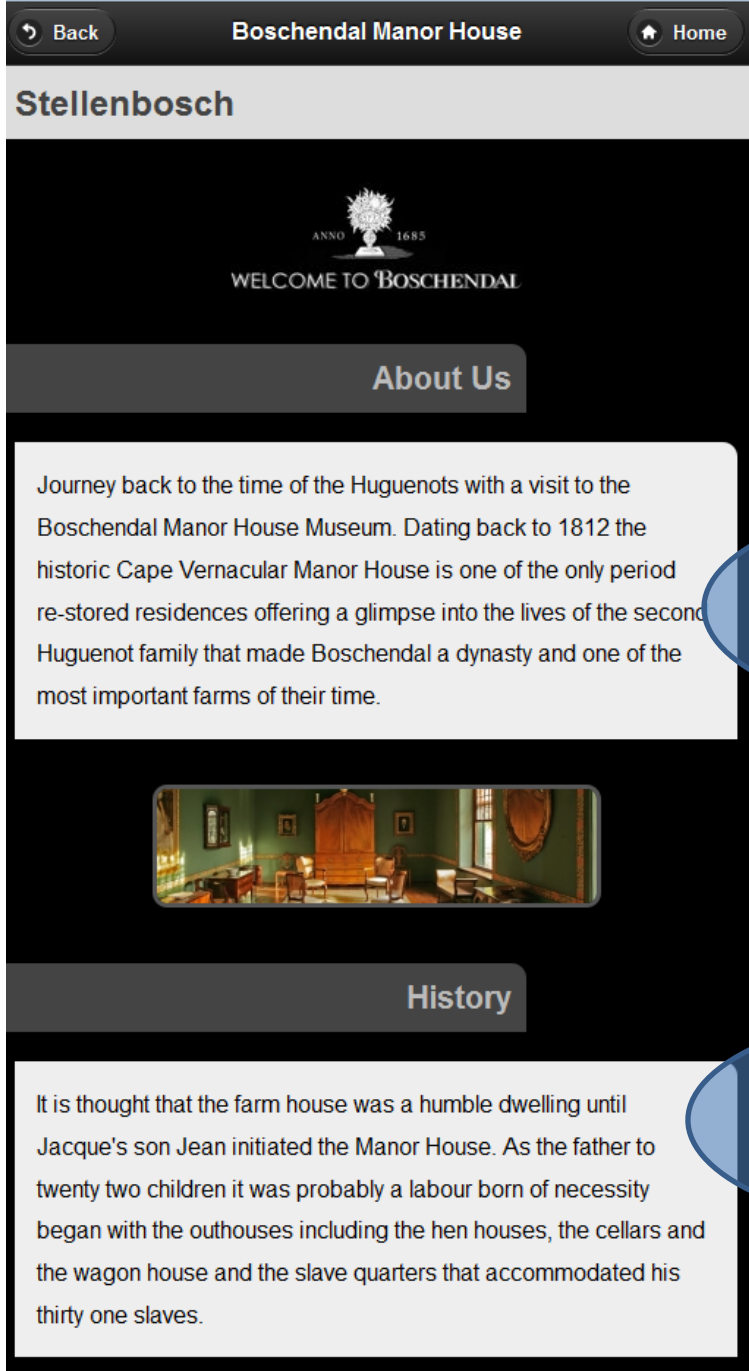 Back
Boschendal Manor House
Home
Stellenbosch
ANNO 1685
WELCOME TO BOSCHENDAL
About Us
Journey back to the time of the Huguenots with a visit to the
Boschendal Manor House Museum. Dating back to 1812 the
historic Cape Vernacular Manor House is one of the only period
re-stored residences offering a glimpse into the lives of the second
Huguenot family that made Boschendal a dynasty and one of the
most important farms of their time.
History
It is thought that the farm house was a humble dwelling until
Jacque's son Jean initiated the Manor House. As the father to
twenty two children it was probably a labour born of necessity
began with the outhouses including the hen houses, the cellars and
the wagon house and the slave quarters that accommodated his
thirty one slaves.